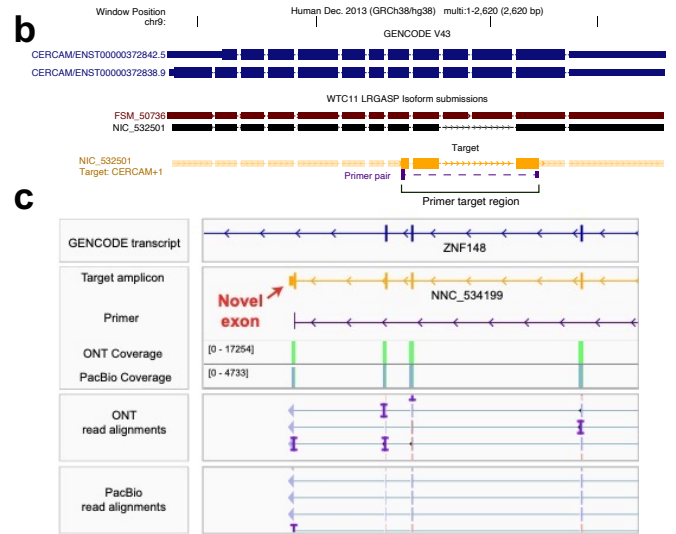 b
Window Position Human Dec. 2013 (GRCh38/hg38) multi:1-2,620 (2,620 bp)
chr9:
GENCODE V43
CERCAM/ENST00000372842.5
CERCAM/ENST00000372838.9
WTC11 LRGASP Isoform submissions
FSM_50736
NIC_532501
Target
NIC_532501
Target: CERCAM+1
Primer pair
Primer target region
c
GENCODE transcript
ZNF148
Target amplicon
NNC_534199
Novel
exon
Primer
ONT Coverage
[0 - 17254]
PacBio Coverage
[0 - 4733]
ONT
read alignments
PacBio
read alignments